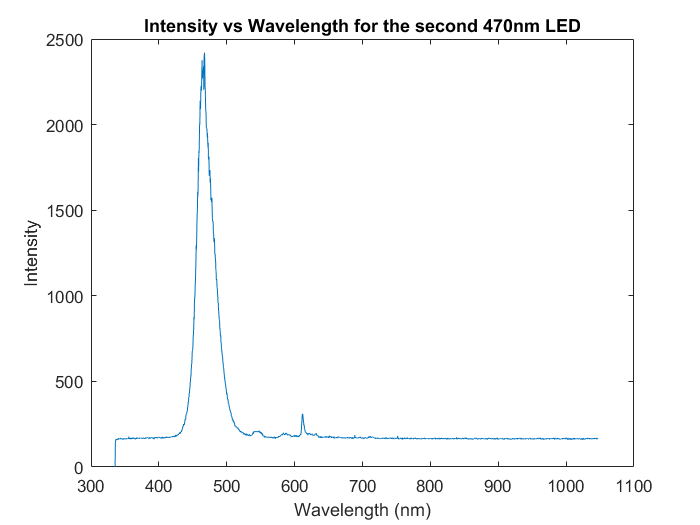 Intensity vs Wavelength for the second 470nm LED
2500
2000
1500
1000
500
0
Intensity
300 400 500 600 700 800 900 1000 1100
Wavelength (nm)